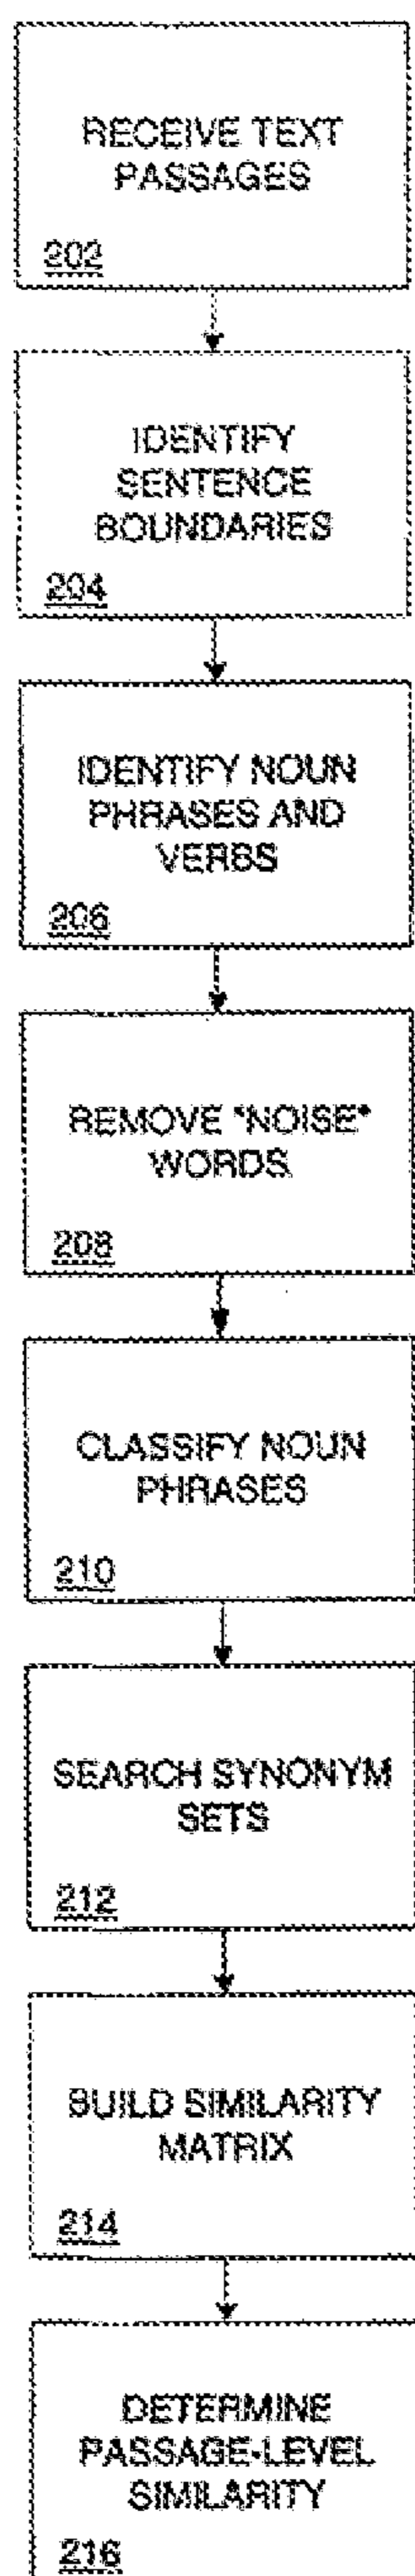 RECEIVE TEXT
PASSAGES
202
IDENTIFY
SENTENCE
BOUNDARIES
204
IDENTIFY NOUN
PHRASES AND
VERBS
206
REMOVE "NOISE"
WORDS
208
CLASSIFY NOUN
PHRASES
210
SEARCH SYNONYM
SETS
212
BUILD SIMILARITY
MATRIX
214
DETERMINE
PASSAGE-LEVEL
SIMILARITY
216